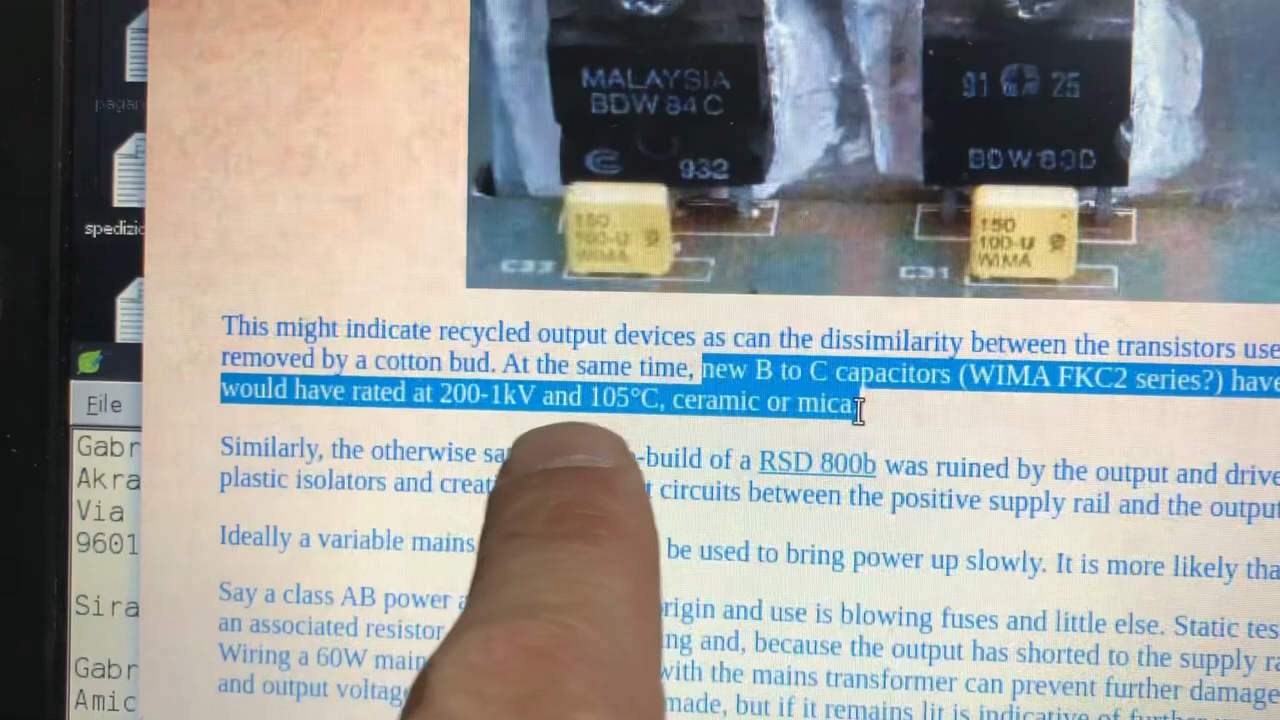 pagan
spedizio
File
Gabr
Akra
Via
9601
Sira
Gabr
Amic
MALAYSIA
BDW84C
932
91 25
BDW83D
150
100-U
WIMA
C31
150
100-U
WIMA
This might indicate recycled output devices as can the dissimilarity between the transistors use
removed by a cotton bud. At the same time, new B to C capacitors (WIMA FKC2 series?) have
would have rated at 200-1kV and 105°C, ceramic or mica
Similarly, the otherwise sa -build of a RSD 800b was ruined by the output and drive
plastic isolators and creat t circuits between the positive supply rail and the output
Ideally a variable mains be used to bring power up slowly. It is more likely tha
Say a class AB power a rigin and use is blowing fuses and little else. Static tes
an associated resistor ng and, because the output has shorted to the supply ra
Wiring a 60W main with the mains transformer can prevent further damage
and output voltage made, but if it remains lit is indicative of further